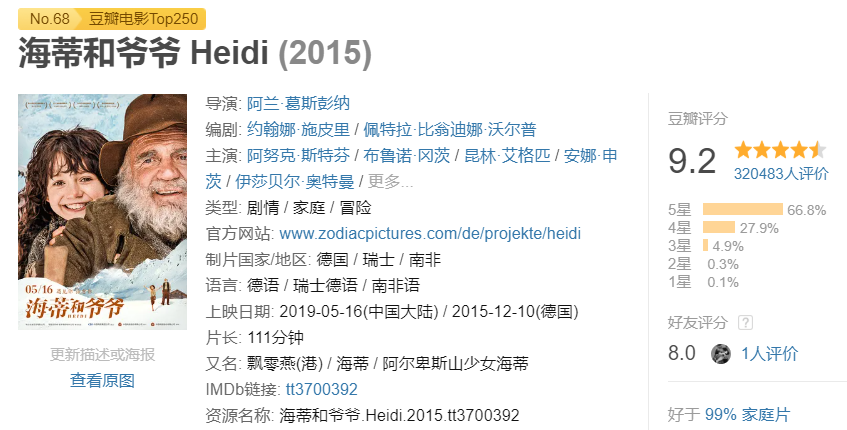 No.68 豆瓣电影Top250
海蒂和爷爷 Heidi (2015)
05/16
海蒂和爷爷
HEIDI
更新描述或海报
查看原图
导演: 阿兰·葛斯彭纳
编剧: 约翰娜·施皮里 / 佩特拉·比翁迪娜·沃尔普
主演: 阿努克·斯特芬 / 布鲁诺·冈茨 / 昆林·艾格匹 / 安娜·申
茨 / 伊莎贝尔·奥特曼 / 更多...
类型: 剧情 / 家庭 / 冒险
官方网站: www.zodiacpictures.com/de/projekte/heidi
制片国家/地区: 德国 / 瑞士 / 南非
语言: 德语 / 瑞士德语 / 南非语
上映日期: 2019-05-16(中国大陆) / 2015-12-10(德国)
片长: 111分钟
又名: 飘零燕(港) / 海蒂 / 阿尔卑斯山少女海蒂
IMDb链接: tt3700392
资源名称: 海蒂和爷爷.Heidi.2015.tt3700392
豆瓣评分
9.2
320483人评价
5星 66.8%
4星 27.9%
3星 4.9%
2星 0.3%
1星 0.1%
好友评分 ?
8.0 1人评价
好于 99% 家庭片